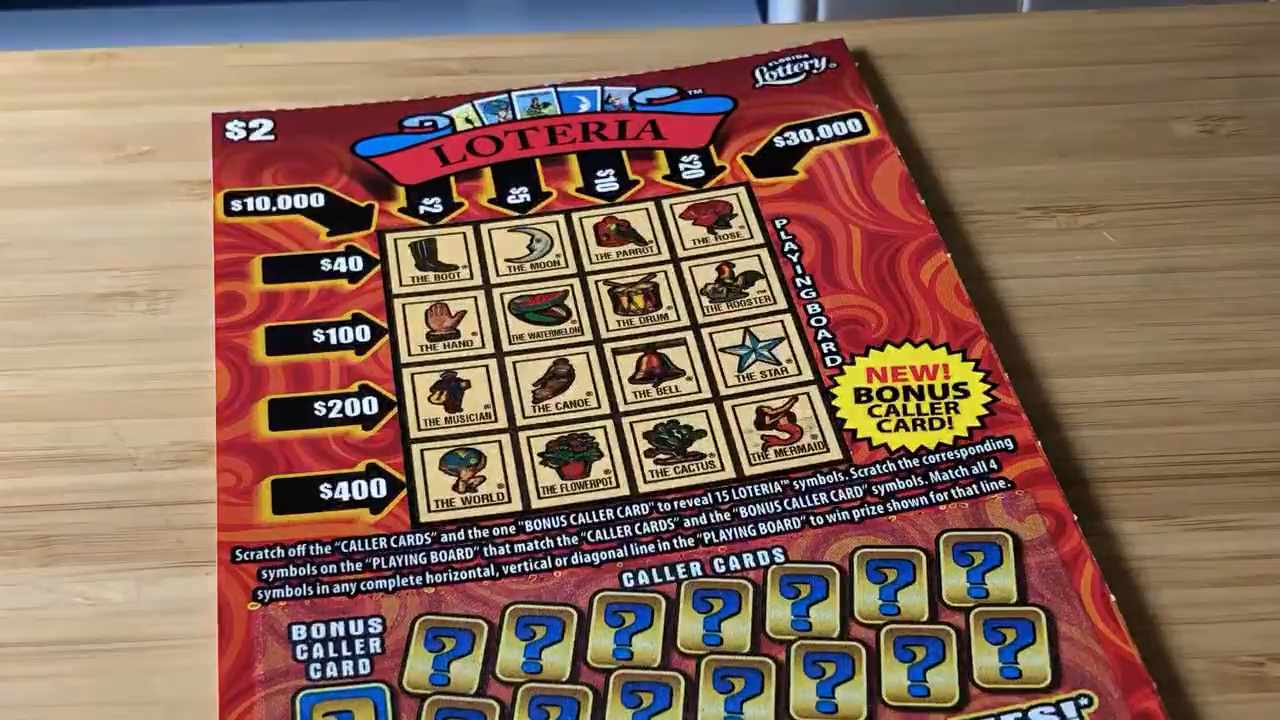 FLORIDA
Lottery
$2
LOTERIA™
$10,000
$2
$5
$10
$20
$30,000
$40
THE BOOT
THE MOON
THE PARROT
THE ROSE
$100
THE HAND
THE WATERMELON
THE DRUM
THE ROOSTER
$200
THE MUSICIAN
THE CANOE
THE BELL
THE STAR
$400
THE WORLD
THE FLOWERPOT
THE CACTUS
THE MERMAID
PLAYING BOARD
NEW!
BONUS
CALLER
CARD!
Scratch off the "CALLER CARDS" and the one "BONUS CALLER CARD" to reveal 15 LOTERIA™ symbols. Scratch the corresponding
symbols on the "PLAYING BOARD" that match the "CALLER CARDS" and the "BONUS CALLER CARD" symbols. Match all 4
symbols in any complete horizontal, vertical or diagonal line in the "PLAYING BOARD" to win prize shown for that line.
CALLER CARDS
? ? ? ? ? ? ?
BONUS
CALLER
CARD
? ? ? ? ? ? ?